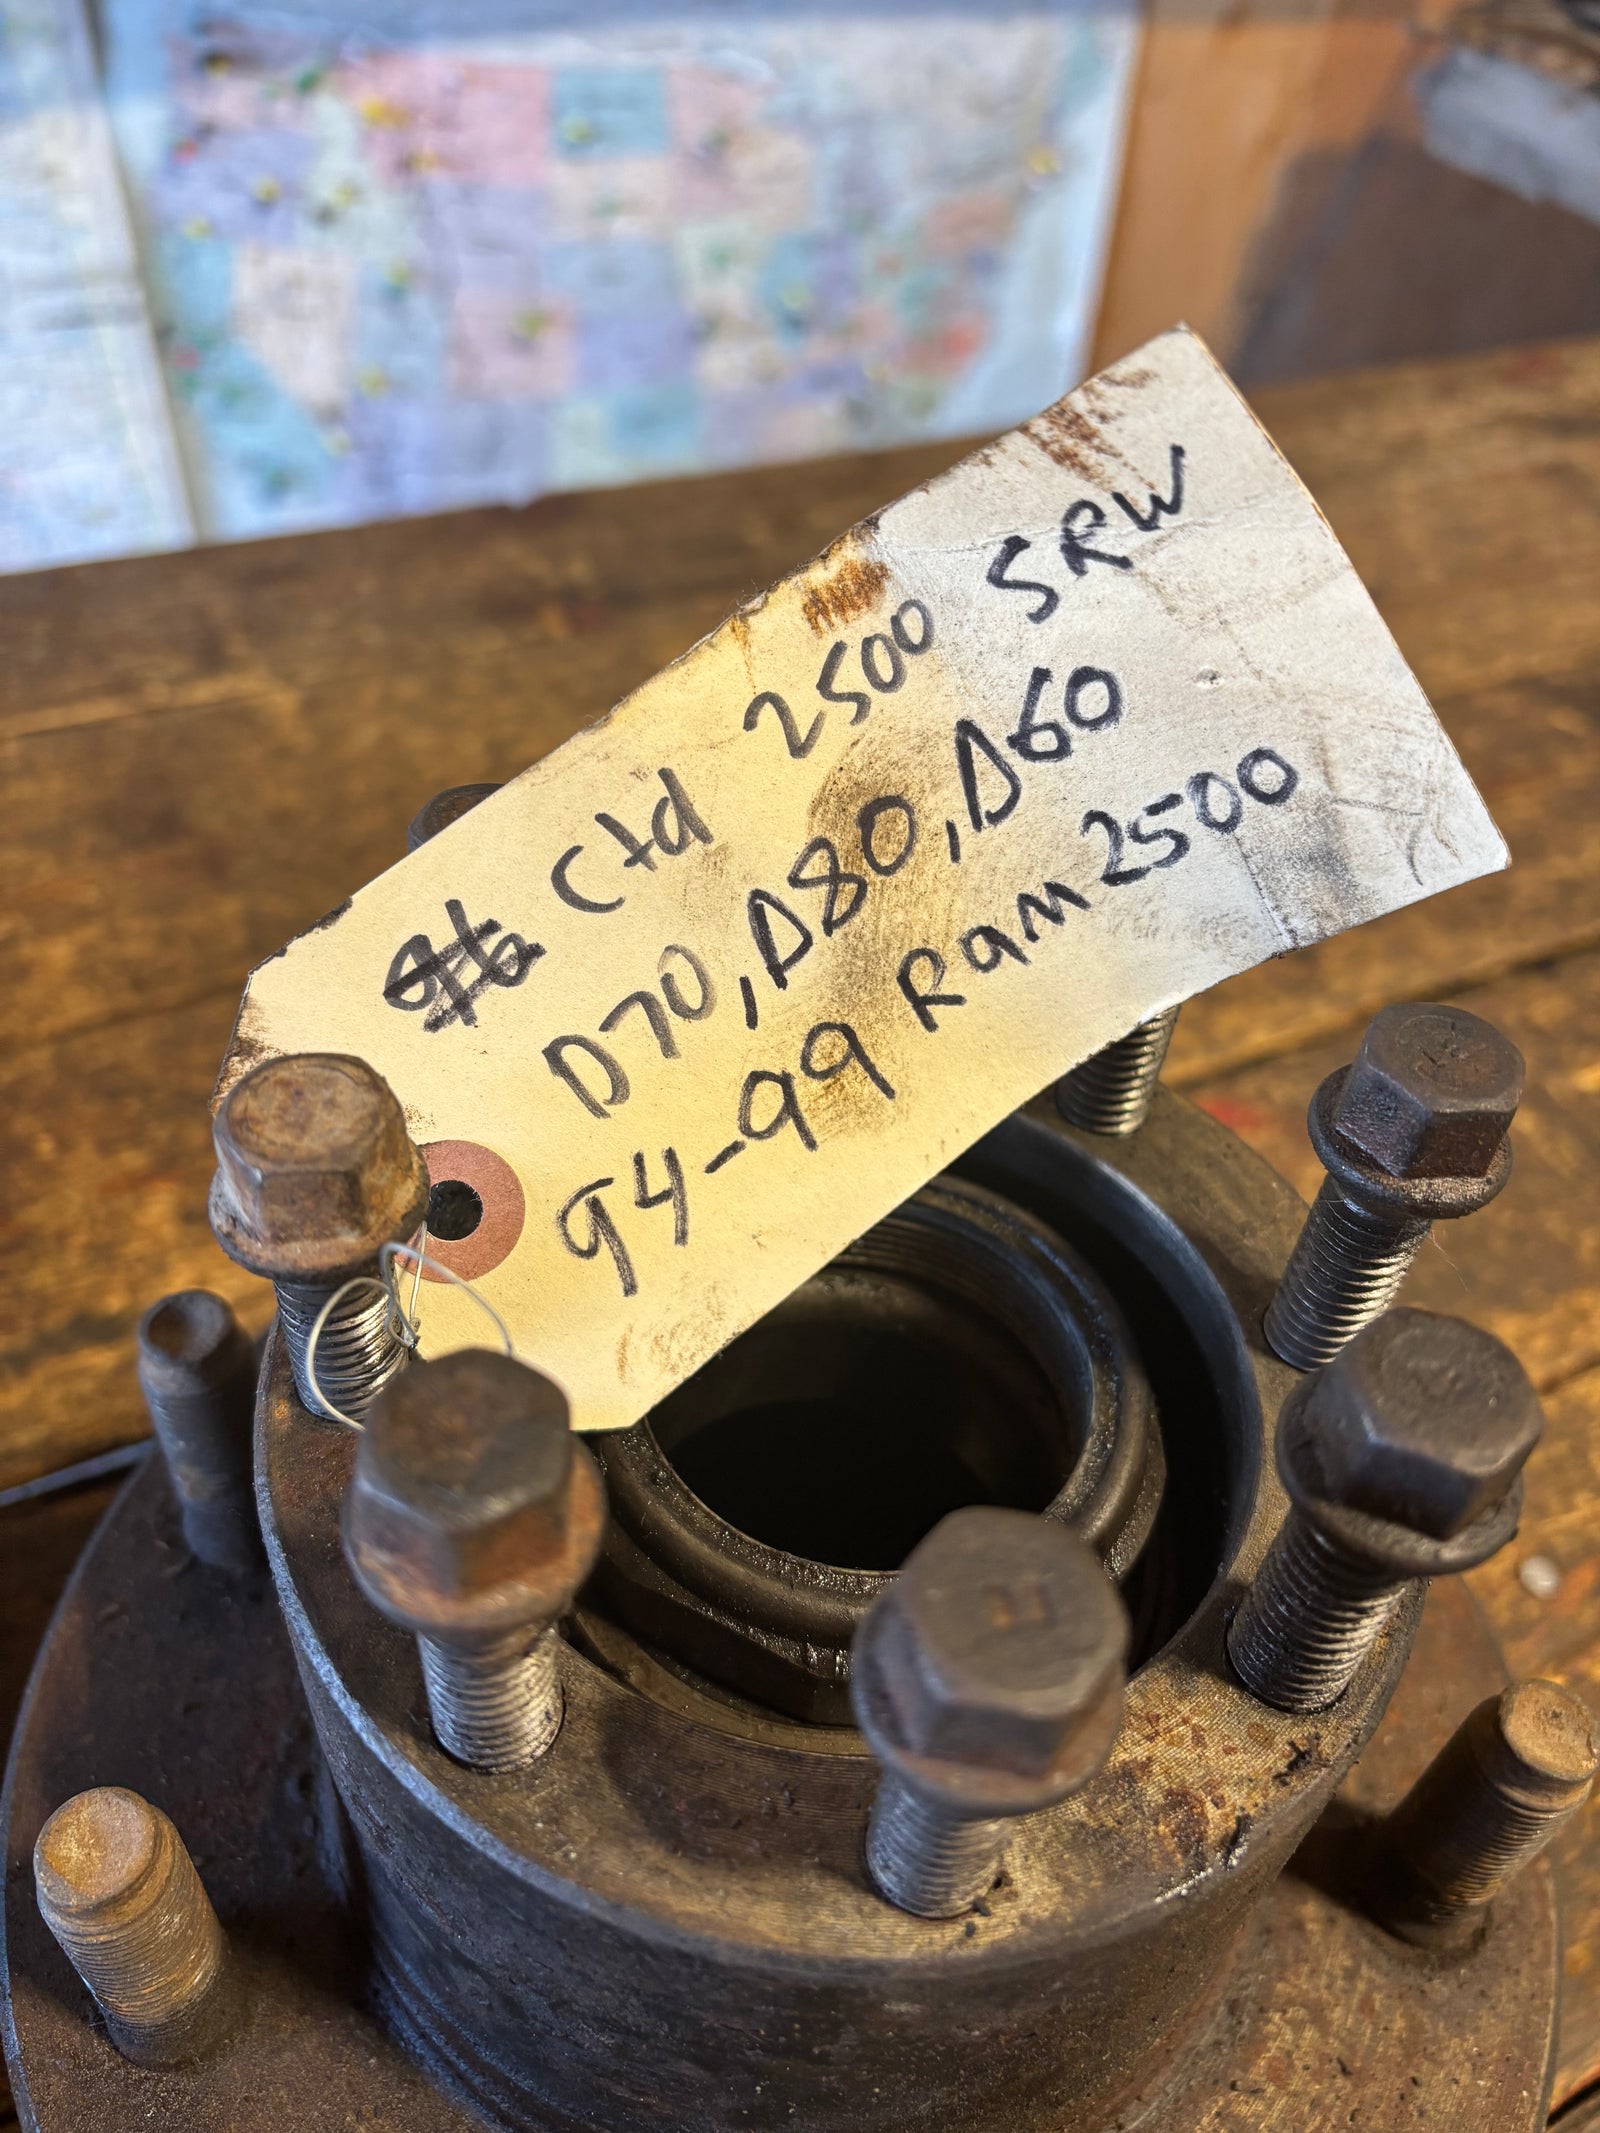 Ctd 2500 SRW
D70, D80, D60
94-99 Ram 2500